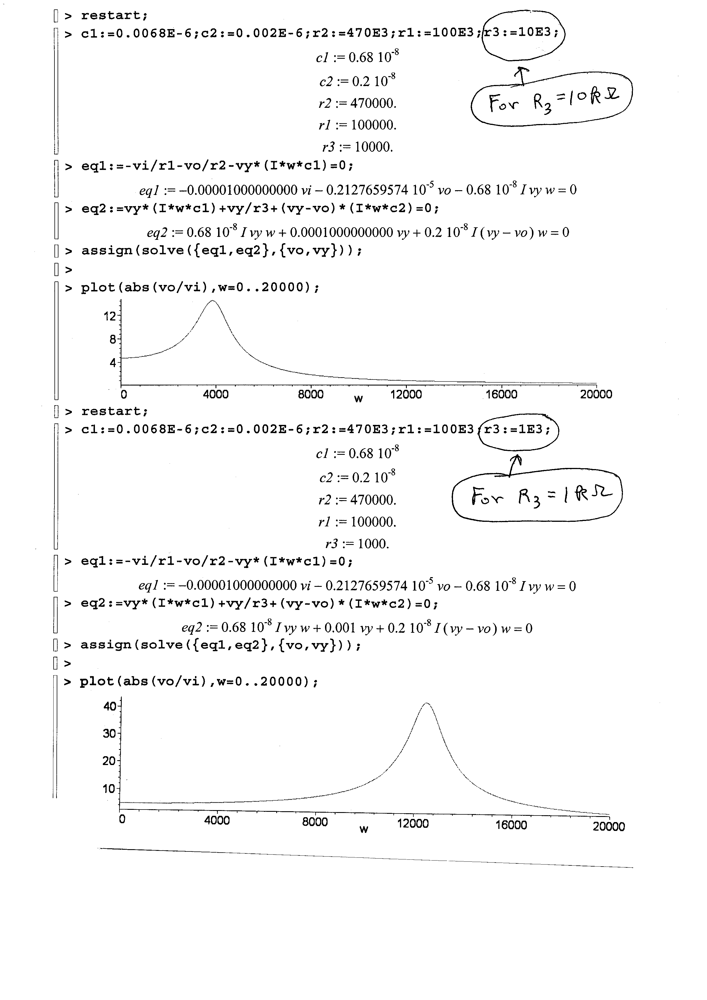 > restart;
> c1:=0.0068E-6;c2:=0.002E-6;r2:=470E3;r1:=100E3;r3:=10E3;
c1 := 0.68 10^-8
c2 := 0.2 10^-8
For R3 = 10kΩ
r2 := 470000.
r1 := 100000.
r3 := 10000.
> eq1:=-vi/r1-vo/r2-vy*(I*w*c1)=0;
eq1 := –0.00001000000000 vi – 0.2127659574 10^-5 vo – 0.68 10^-8 I vy w = 0
> eq2:=vy*(I*w*c1)+vy/r3+(vy-vo)*(I*w*c2)=0;
eq2 := 0.68 10^-8 I vy w + 0.0001000000000 vy + 0.2 10^-8 I (vy – vo) w = 0
> assign(solve({eq1,eq2},{vo,vy}));
>
> plot(abs(vo/vi),w=0..20000);
12
8
4
0 4000 8000 w 12000 16000 20000
> restart;
> c1:=0.0068E-6;c2:=0.002E-6;r2:=470E3;r1:=100E3;r3:=1E3;
c1 := 0.68 10^-8
c2 := 0.2 10^-8
For R3 = 1kΩ
r2 := 470000.
r1 := 100000.
r3 := 1000.
> eq1:=-vi/r1-vo/r2-vy*(I*w*c1)=0;
eq1 := –0.00001000000000 vi – 0.2127659574 10^-5 vo – 0.68 10^-8 I vy w = 0
> eq2:=vy*(I*w*c1)+vy/r3+(vy-vo)*(I*w*c2)=0;
eq2 := 0.68 10^-8 I vy w + 0.001 vy + 0.2 10^-8 I (vy – vo) w = 0
> assign(solve({eq1,eq2},{vo,vy}));
>
> plot(abs(vo/vi),w=0..20000);
40
30
20
10
0 4000 8000 w 12000 16000 20000